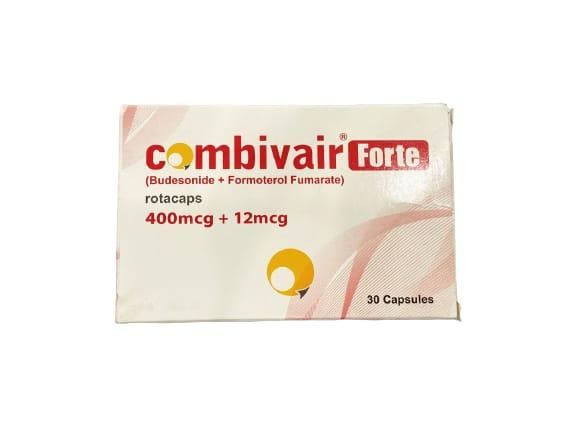 combivair® Forte
(Budesonide + Formoterol Fumarate)
rotacaps
400mcg + 12mcg
30 Capsules